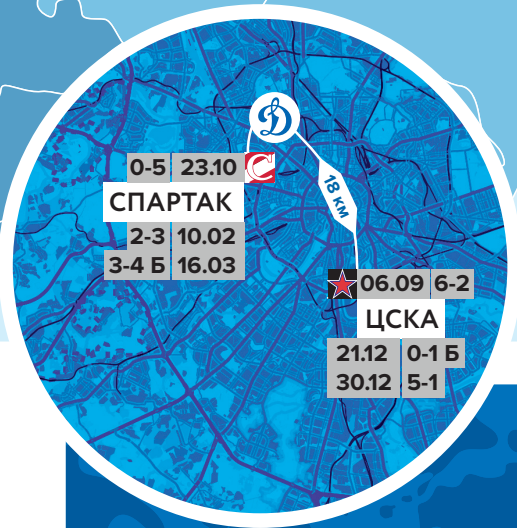 Д
0-5 23.10 С
СПАРТАК
2-3 10.02
3-4 Б 16.03
18 км
06.09 6-2
ЦСКА
21.12 0-1 Б
30.12 5-1